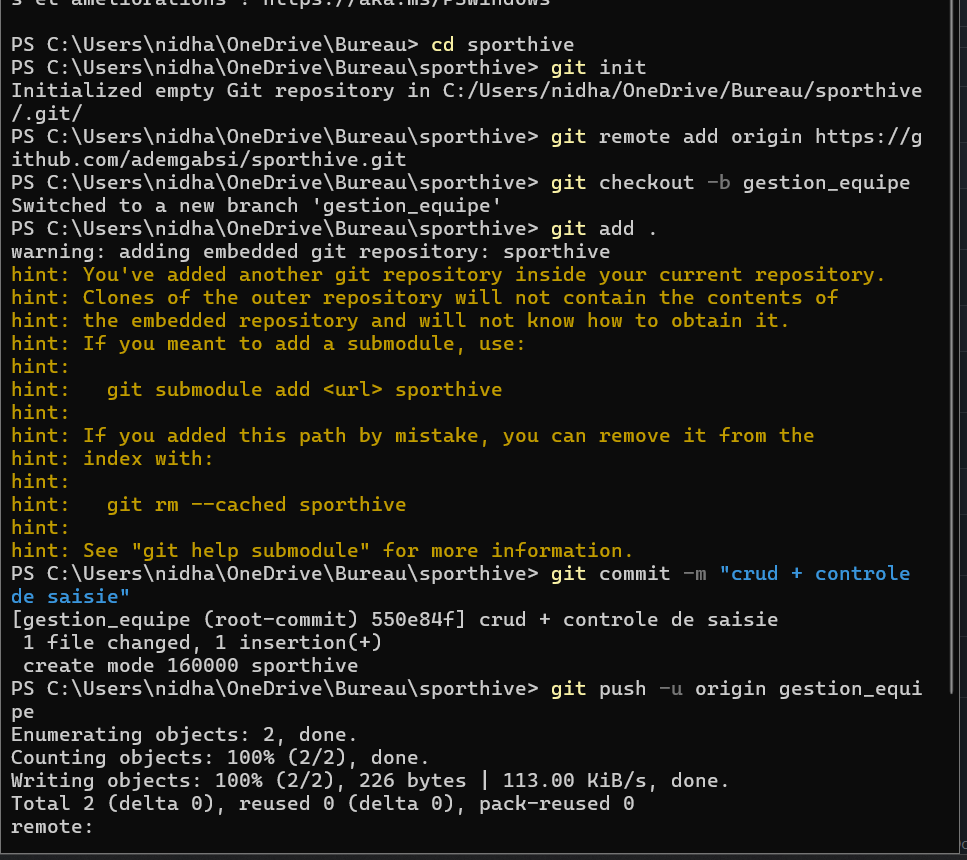 s et améliorations ! https://aka.ms/PSWindows
PS C:\Users\nidha\OneDrive\Bureau> cd sporthive
PS C:\Users\nidha\OneDrive\Bureau\sporthive> git init
Initialized empty Git repository in C:/Users/nidha/OneDrive/Bureau/sporthive
/.git/
PS C:\Users\nidha\OneDrive\Bureau\sporthive> git remote add origin https://g
ithub.com/ademgabsi/sporthive.git
PS C:\Users\nidha\OneDrive\Bureau\sporthive> git checkout -b gestion_equipe
Switched to a new branch 'gestion_equipe'
PS C:\Users\nidha\OneDrive\Bureau\sporthive> git add .
warning: adding embedded git repository: sporthive
hint: You've added another git repository inside your current repository.
hint: Clones of the outer repository will not contain the contents of
hint: the embedded repository and will not know how to obtain it.
hint: If you meant to add a submodule, use:
hint:
hint:   git submodule add <url> sporthive
hint:
hint: If you added this path by mistake, you can remove it from the
hint: index with:
hint:
hint:   git rm --cached sporthive
hint:
hint: See "git help submodule" for more information.
PS C:\Users\nidha\OneDrive\Bureau\sporthive> git commit -m "crud + controle
de saisie"
[gestion_equipe (root-commit) 550e84f] crud + controle de saisie
 1 file changed, 1 insertion(+)
 create mode 160000 sporthive
PS C:\Users\nidha\OneDrive\Bureau\sporthive> git push -u origin gestion_equi
pe
Enumerating objects: 2, done.
Counting objects: 100% (2/2), done.
Writing objects: 100% (2/2), 226 bytes | 113.00 KiB/s, done.
Total 2 (delta 0), reused 0 (delta 0), pack-reused 0
remote: